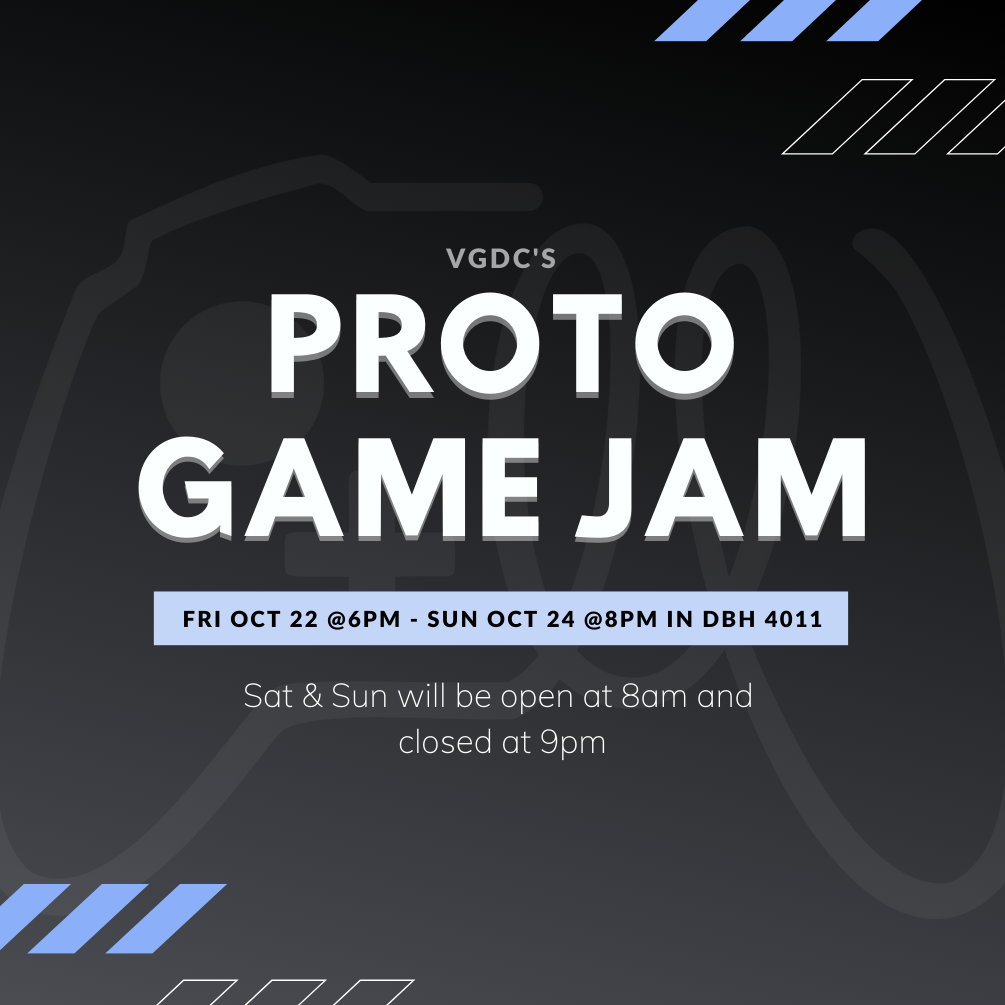 VGDC'S
PROTO
GAME JAM
FRI OCT 22 @6PM - SUN OCT 24 @8PM IN DBH 4011
Sat & Sun will be open at 8am and
closed at 9pm